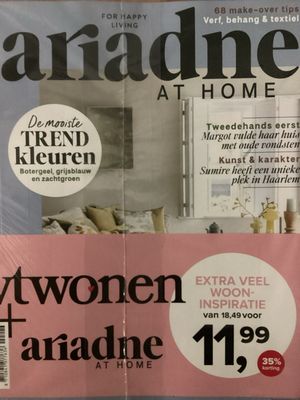 FOR HAPPY
LIVING
68 make-over tips
Verf, behang & textiel
ariadne
AT HOME
De mooiste
TREND
kleuren
Botergeel, grijsblauw
en zachtgroen
Tweedehands eerst
Margot vulde haar huis
met oude vondsten
Kunst & karakter
Sumire heeft een unieke
plek in Haarlem
twonen
+ ariadne
AT HOME
EXTRA VEEL
WOON-
INSPIRATIE
van 18,49 voor
11,99
35%
korting